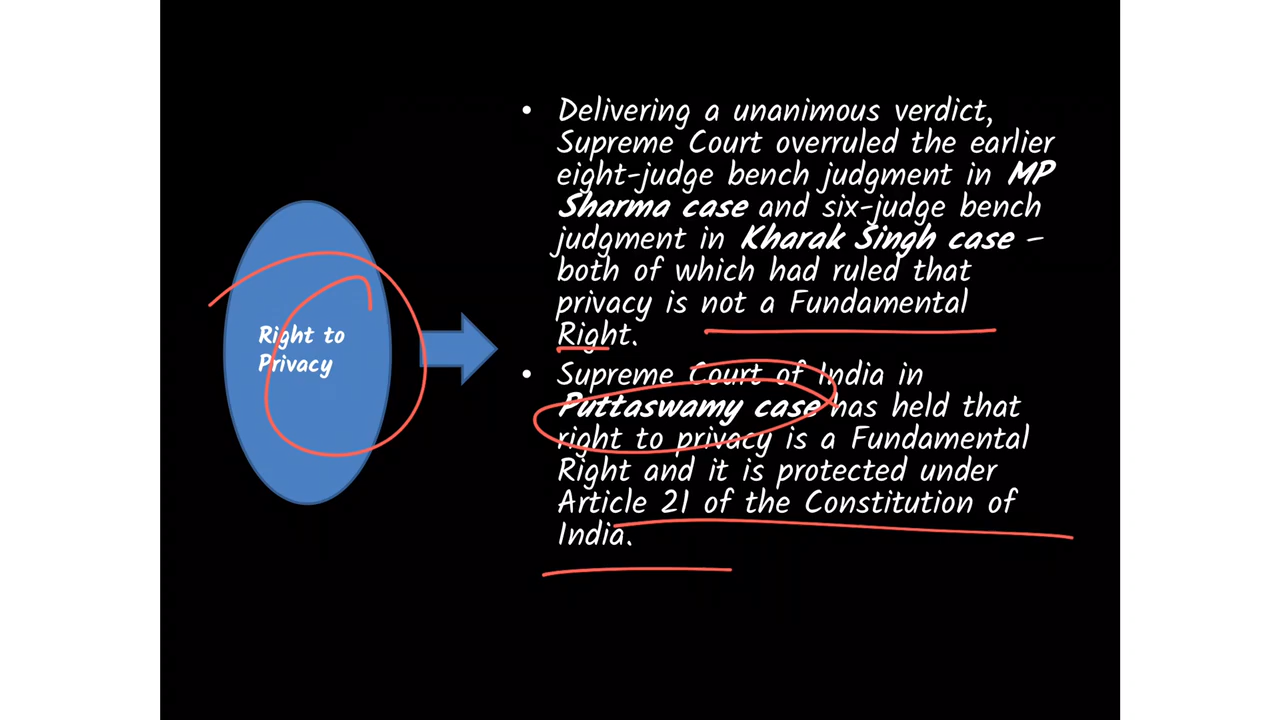 Right to
Privacy
• Delivering a unanimous verdict,
Supreme Court overruled the earlier
eight-judge bench judgment in MP
Sharma case and six-judge bench
judgment in Kharak Singh case –
both of which had ruled that
privacy is not a Fundamental
Right.
• Supreme Court of India in
Puttaswamy case has held that
right to privacy is a Fundamental
Right and it is protected under
Article 21 of the Constitution of
India.